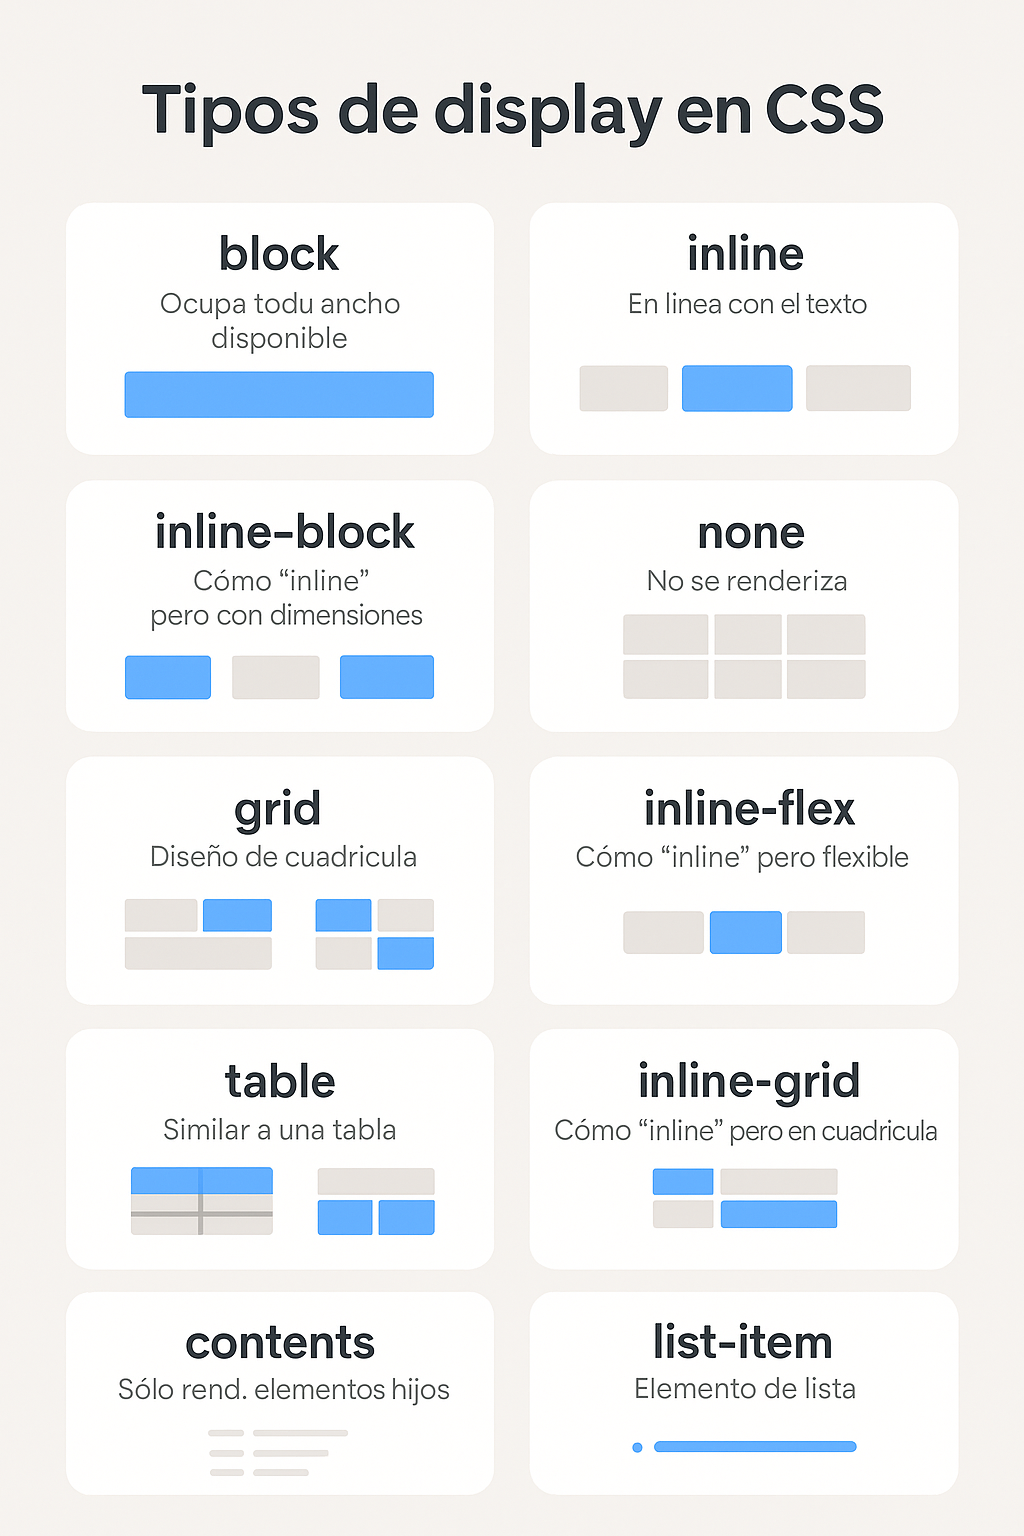 Tipos de display en CSS
block
Ocupa todu ancho
disponible
inline
En linea con el texto
inline-block
Cómo “inline”
pero con dimensiones
none
No se renderiza
grid
Diseño de cuadricula
inline-flex
Cómo “inline” pero flexible
table
Similar a una tabla
inline-grid
Cómo “inline” pero en cuadricula
contents
Sólo rend. elementos hijos
list-item
Elemento de lista